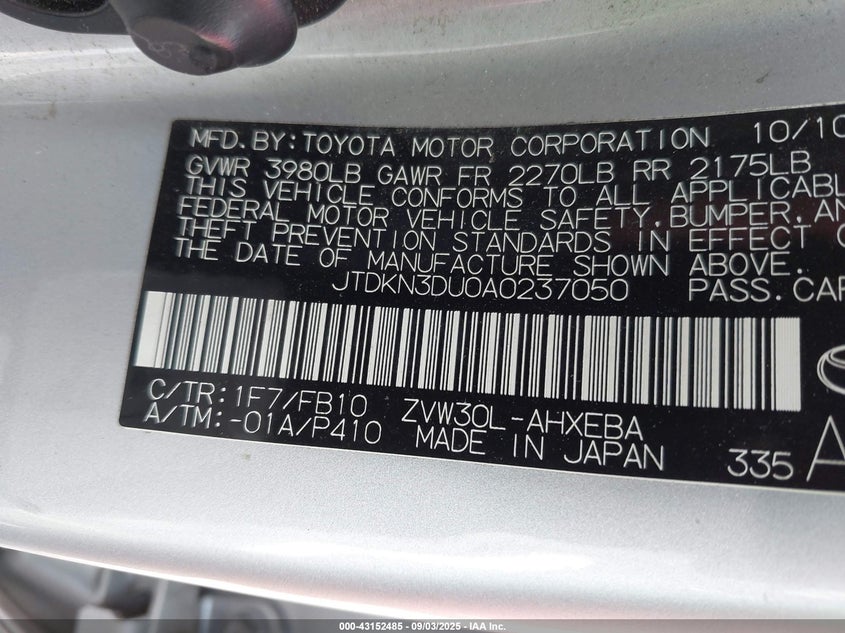 MFD.BY:TOYOTA MOTOR CORPORATION 10/10
GVWR 3980LB GAWR FR 2270LB RR 2175LB
THIS VEHICLE CONFORMS TO ALL APPLICABL
FEDERAL MOTOR VEHICLE SAFETY,BUMPER,AN
THEFT PREVENTION STANDARDS IN EFFECT
THE DATE OF MANUFACTURE SHOWN ABOVE.
JTDKN3DU0A0237050 PASS.CAR
C/TR:1F7/FB10 ZVW30L-AHXEBA
A/TM:-01A/P410 MADE IN JAPAN 335 A
000-43152485 - 09/03/2025 - IAA Inc.